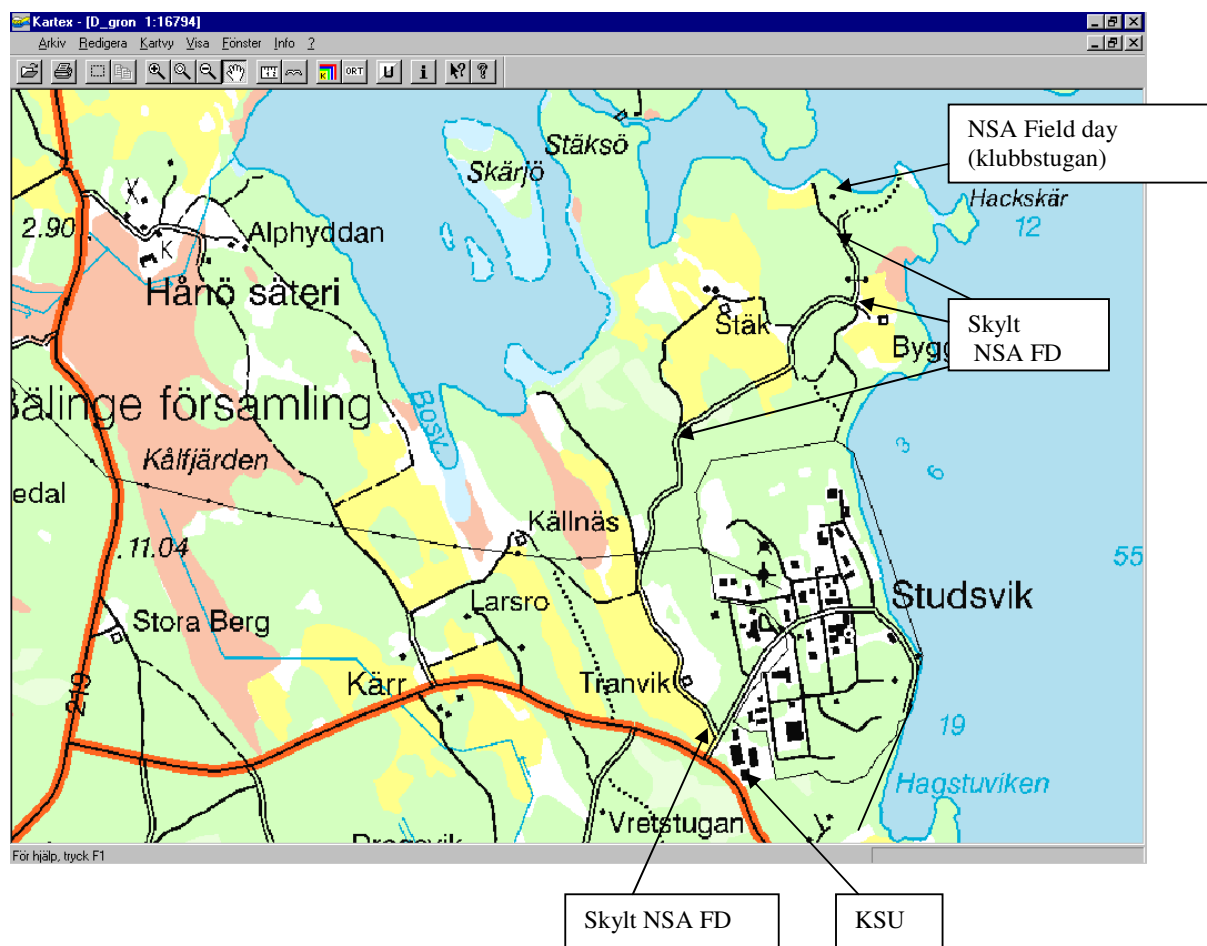 Kartex - [D_gron 1:16794]
Arkiv Redigera Kartvy Visa Fönster Info ?
K ORT U i ? ?
NSA Field day
(klubbstugan)
Stäksö
Skärjö
Hackskär
12
2.90
Alphyddan
K
Hånö säteri
Skylt
NSA FD
Stäk
Bygg
Bälinge församling
Bosv.
3
6
Kålfjärden
edal
Källnäs
11.04
55
Larsro
Studsvik
Stora Berg
Kärr
Tranvik
219
19
Hagstuviken
Vretstugan
För hjälp, tryck F1
Skylt NSA FD
KSU